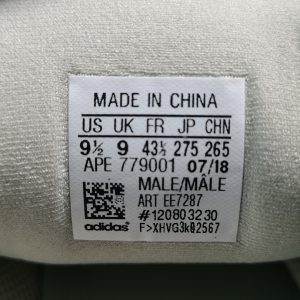 MADE IN CHINA
US UK FR JP CHN
9½ 9 43⅓ 275 265
APE 779001 07/18
MALE/MÂLE
ART EE7287
#120803230
adidas F>XHVG3k02567